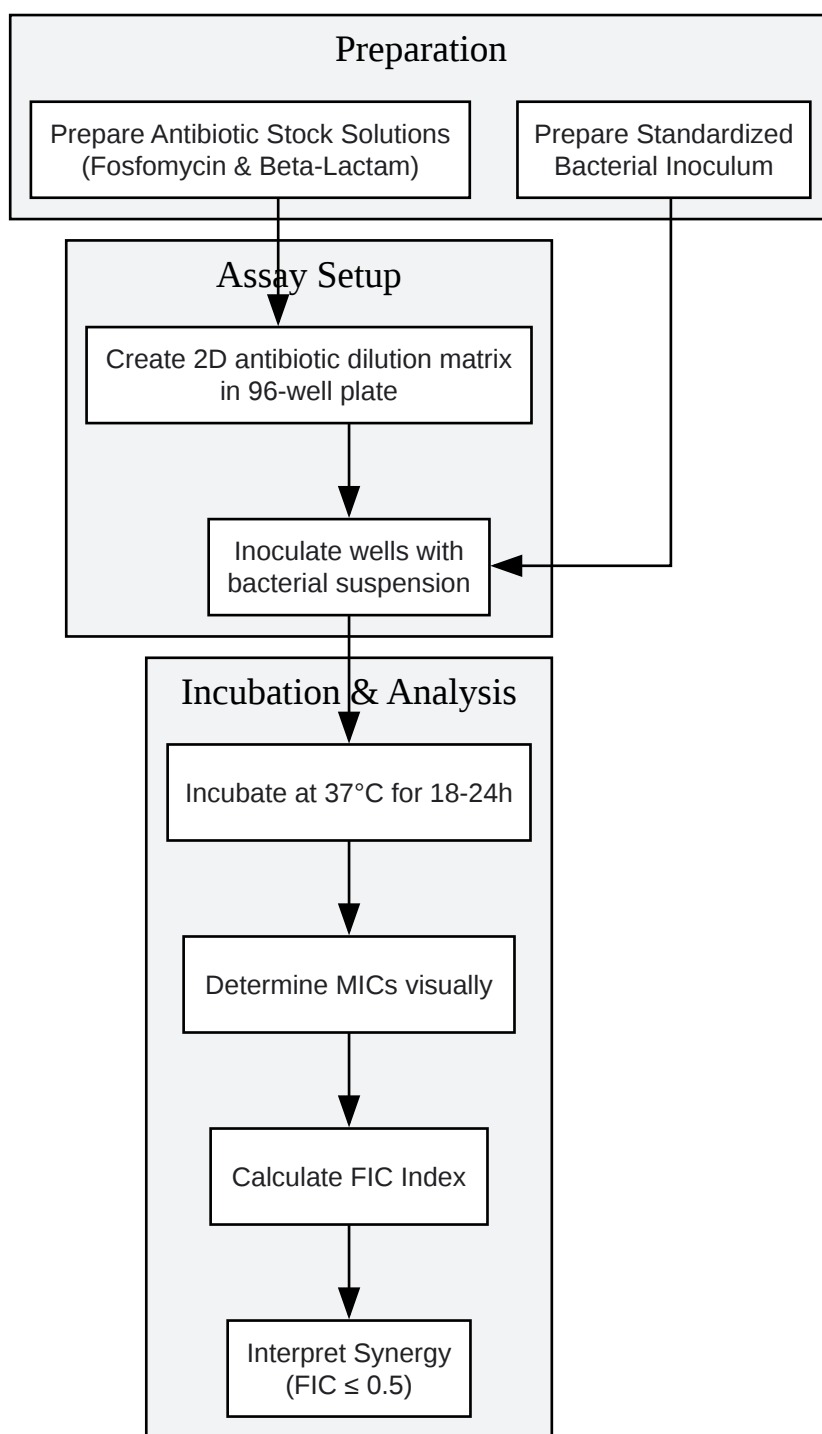 Preparation
Prepare Antibiotic Stock Solutions
(Fosfomycin & Beta-Lactam)
Prepare Standardized
Bacterial Inoculum
Assay Setup
Create 2D antibiotic dilution matrix
in 96-well plate
Inoculate wells with
bacterial suspension
Incubation & Analysis
Incubate at 37°C for 18-24h
Determine MICs visually
Calculate FIC Index
Interpret Synergy
(FIC ≤ 0.5)